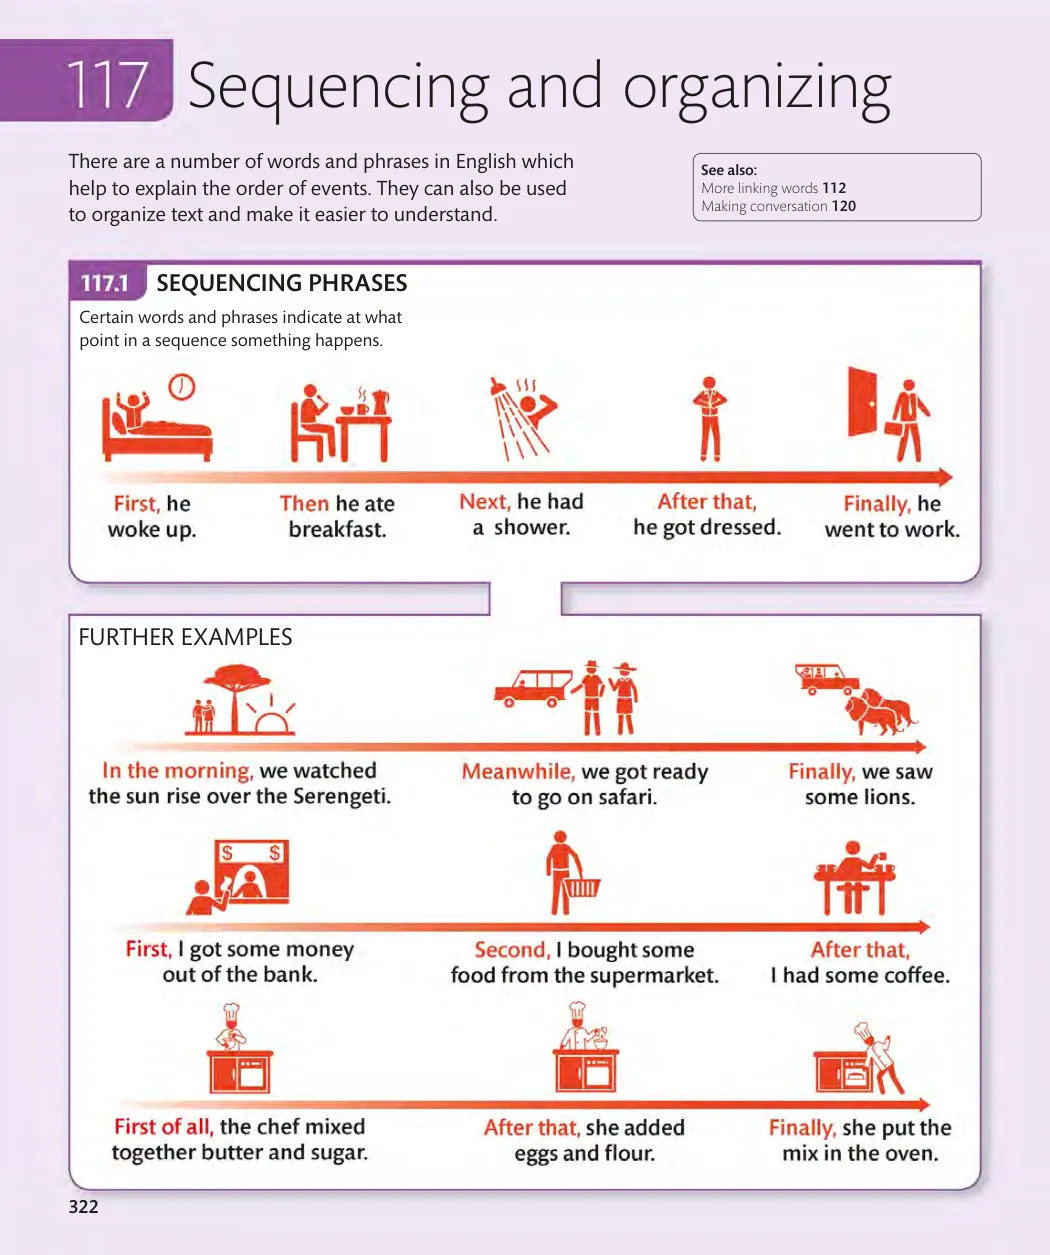 117 Sequencing and organizing
There are a number of words and phrases in English which
help to explain the order of events. They can also be used
to organize text and make it easier to understand.
See also:
More linking words 112
Making conversation 120
117.1 SEQUENCING PHRASES
Certain words and phrases indicate at what
point in a sequence something happens.
First, he
woke up.
Then he ate
breakfast.
Next, he had
a shower.
After that,
he got dressed.
Finally, he
went to work.
FURTHER EXAMPLES
In the morning, we watched
the sun rise over the Serengeti.
Meanwhile, we got ready
to go on safari.
Finally, we saw
some lions.
$ $
First, I got some money
out of the bank.
Second, I bought some
food from the supermarket.
After that,
I had some coffee.
First of all, the chef mixed
together butter and sugar.
After that, she added
eggs and flour.
Finally, she put the
mix in the oven.
322